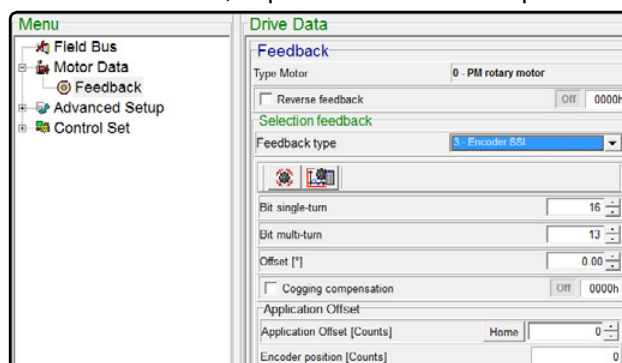 Menu
Field Bus
Motor Data
Feedback
Advanced Setup
Control Set
Drive Data
Feedback
Type Motor 0 - PM rotary motor
Reverse feedback Off 0000h
Selection feedback
Feedback type 3 - Encoder SSI
Bit single-turn 16
Bit multi-turn 13
Offset [°] 0.00
Cogging compensation Off 0000h
Application Offset
Application Offset [Counts] Home 0
Encoder position [Counts] 0